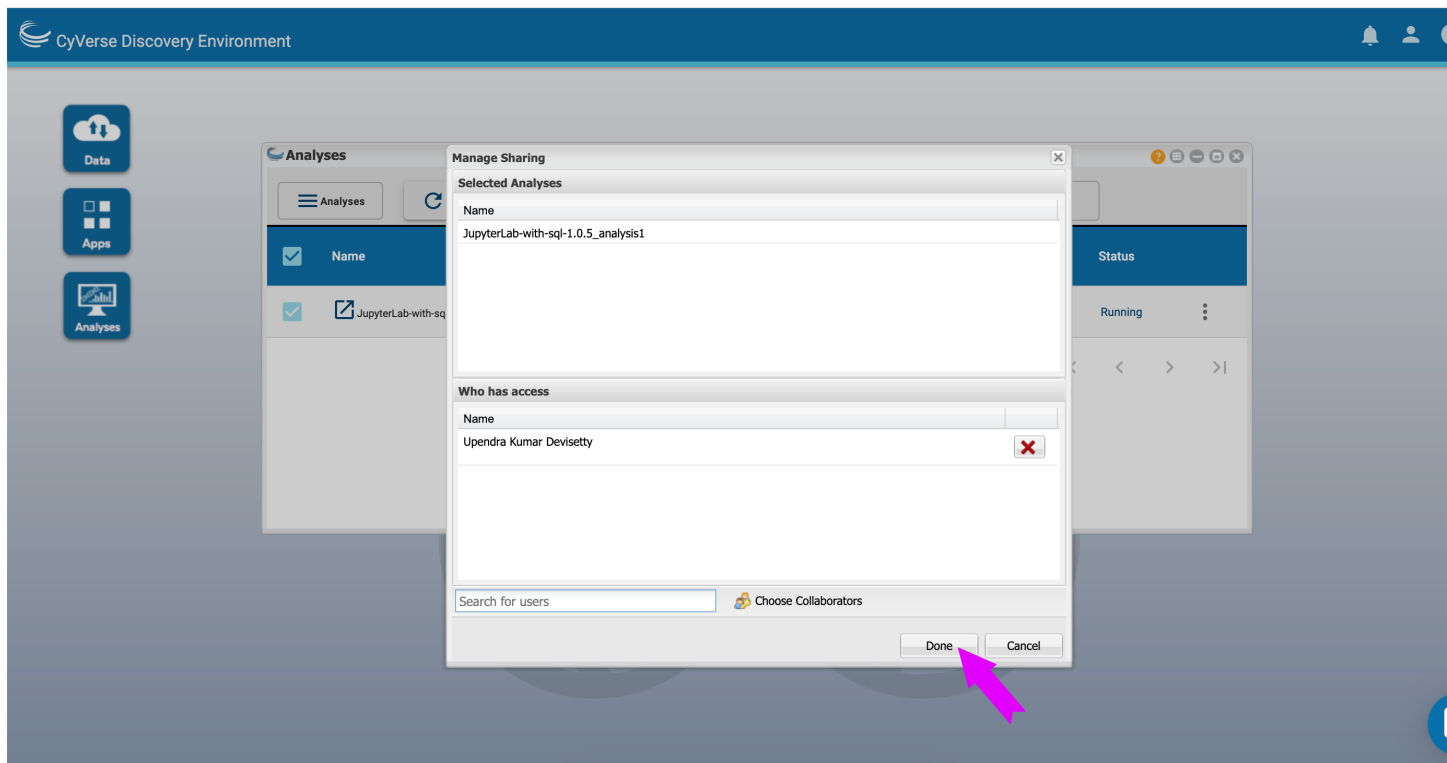 CyVerse Discovery Environment
Data
Apps
Analyses
Analyses
Analyses
Name
Status
JupyterLab-with-sq
Running
Manage Sharing
Selected Analyses
Name
JupyterLab-with-sql-1.0.5_analysis1
Who has access
Name
Upendra Kumar Devisetty
Search for users
Choose Collaborators
Done
Cancel